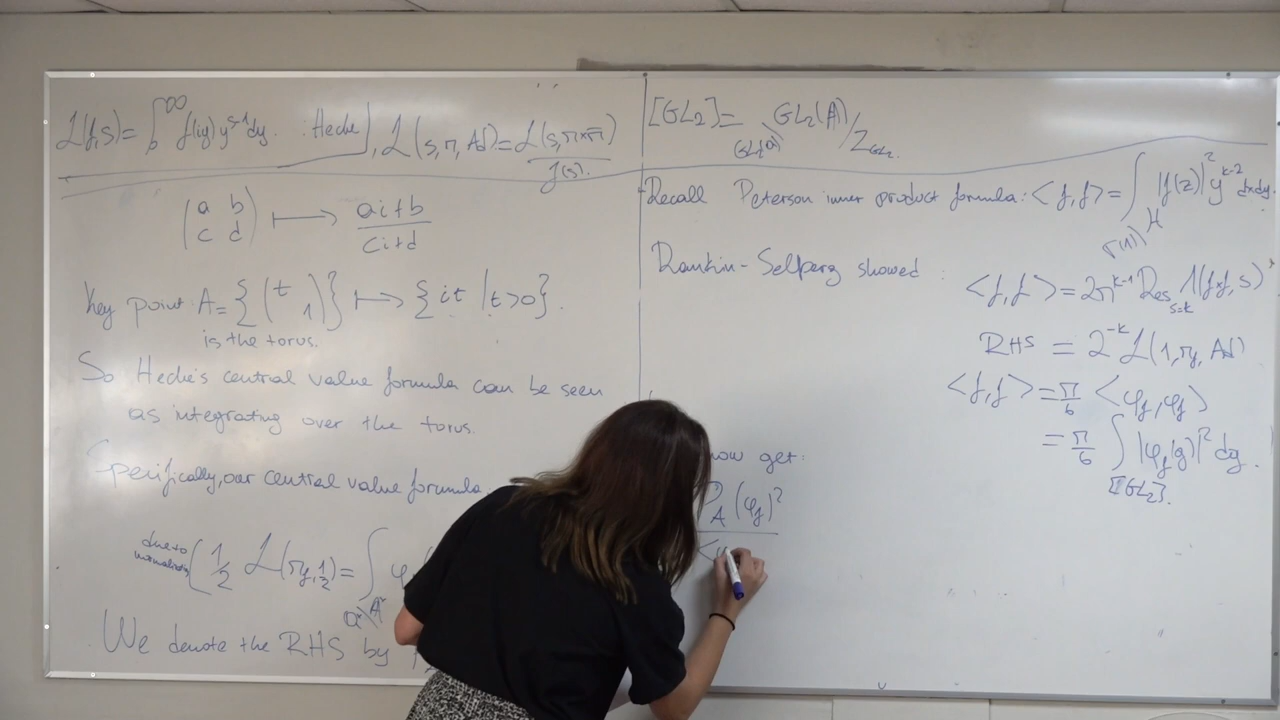 L(f,s) = ∫_0^∞ f(iy) y^{s-1} dy. : Hecke
, L(s, π, Ad) = L(s, π×π̃) / ζ(s).
( a b ; c d ) ⟼ (ai+b)/(ci+d)
Key point: A = { ( t ; 1 ) } ⟼ { it | t>0 }.
is the torus.
So Hecke's central value formula can be seen
as integrating over the torus.
Specifically, our central value formula
due to
( 1/2 L(π_f, 1/2) = ∫
We denote the RHS by
[GL₂] = GL₂(Q)\GL₂(A)/Z_{GL₂}.
Recall Peterson inner product formula: <f,f> = ∫_{Γ(1)\H} |f(z)|² y^{k-2} dxdy.
Rankin-Selberg showed :
<f,f> = 2π^{k-1} Res_{s=k} Λ(f×f, s)
RHS = 2^{-k} L(1, π_f, Ad)
<f,f> = π/6 <φ_f, φ_f>
= π/6 ∫_{[GL₂]} |φ_f(g)|² dg.
now get:
P_A(φ_f)²